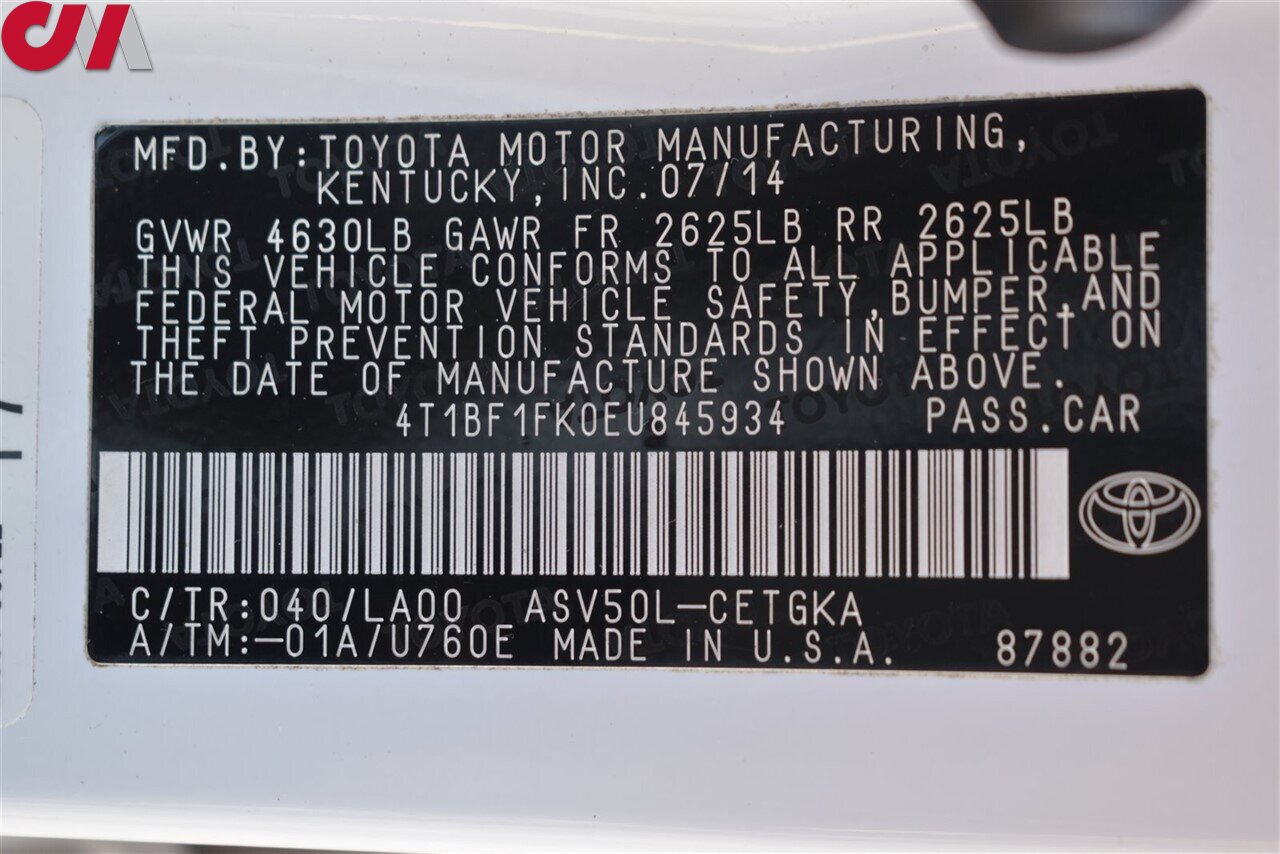 MFD.BY:TOYOTA MOTOR MANUFACTURING,
KENTUCKY, INC. 07/14
GVWR 4630LB GAWR FR 2625LB RR 2625LB
THIS VEHICLE CONFORMS TO ALL APPLICABLE
FEDERAL MOTOR VEHICLE SAFETY,BUMPER,AND
THEFT PREVENTION STANDARDS IN EFFECT ON
THE DATE OF MANUFACTURE SHOWN ABOVE.
4T1BF1FK0EU845934 PASS.CAR
C/TR:040/LA00 ASV50L-CETGKA
A/TM:-01A/U760E MADE IN U.S.A. 87882